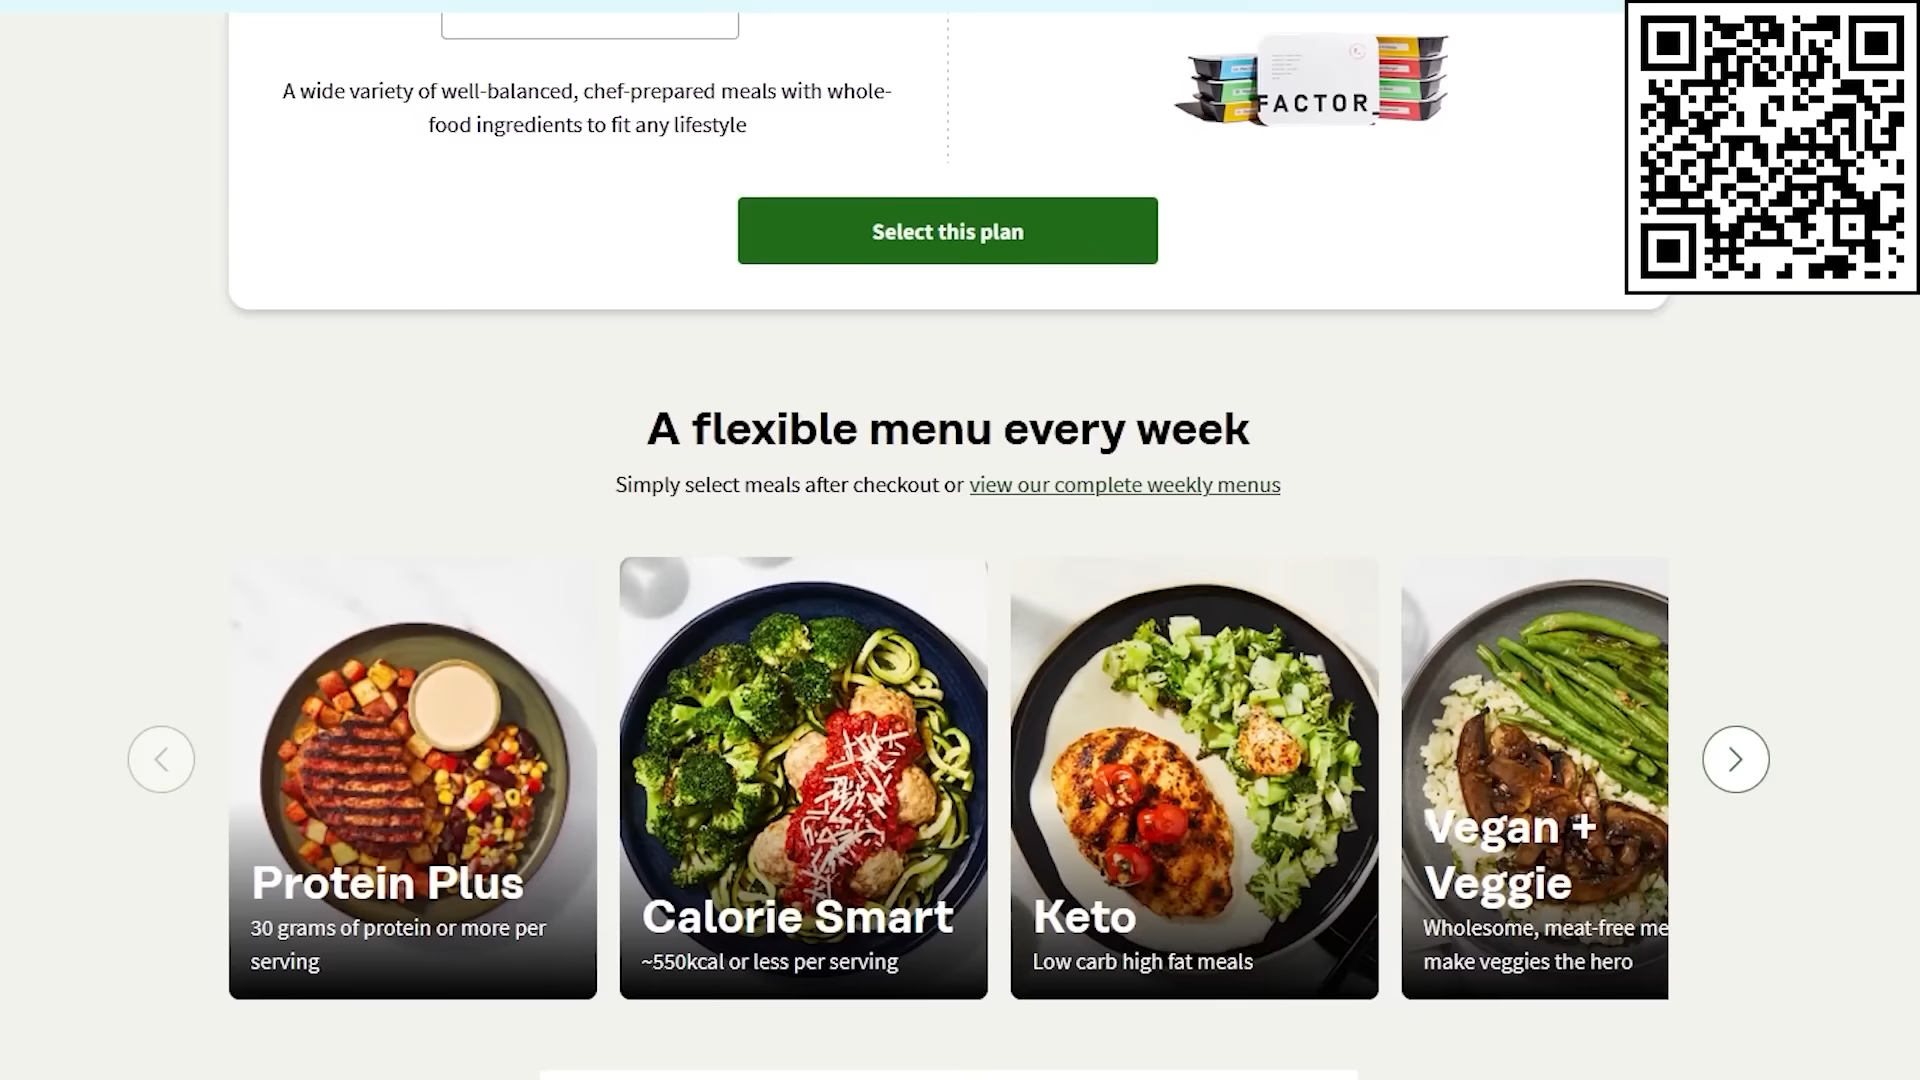 A wide variety of well-balanced, chef-prepared meals with whole-
food ingredients to fit any lifestyle
FACTOR
Select this plan
A flexible menu every week
Simply select meals after checkout or view our complete weekly menus
Protein Plus
30 grams of protein or more per
serving
Calorie Smart
~550kcal or less per serving
Keto
Low carb high fat meals
Vegan +
Veggie
Wholesome, meat-free me
make veggies the hero